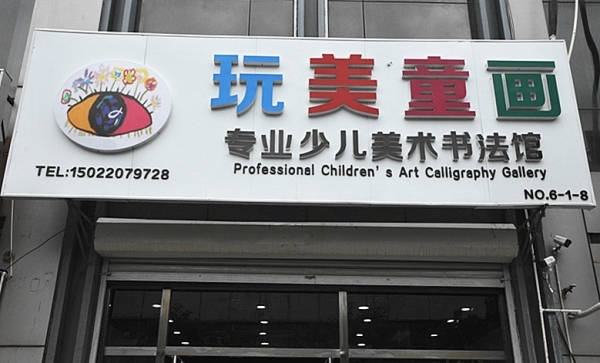 玩美童画
专业少儿美术书法馆
Professional Children's Art Calligraphy Gallery
TEL:15022079728
NO.6-1-8